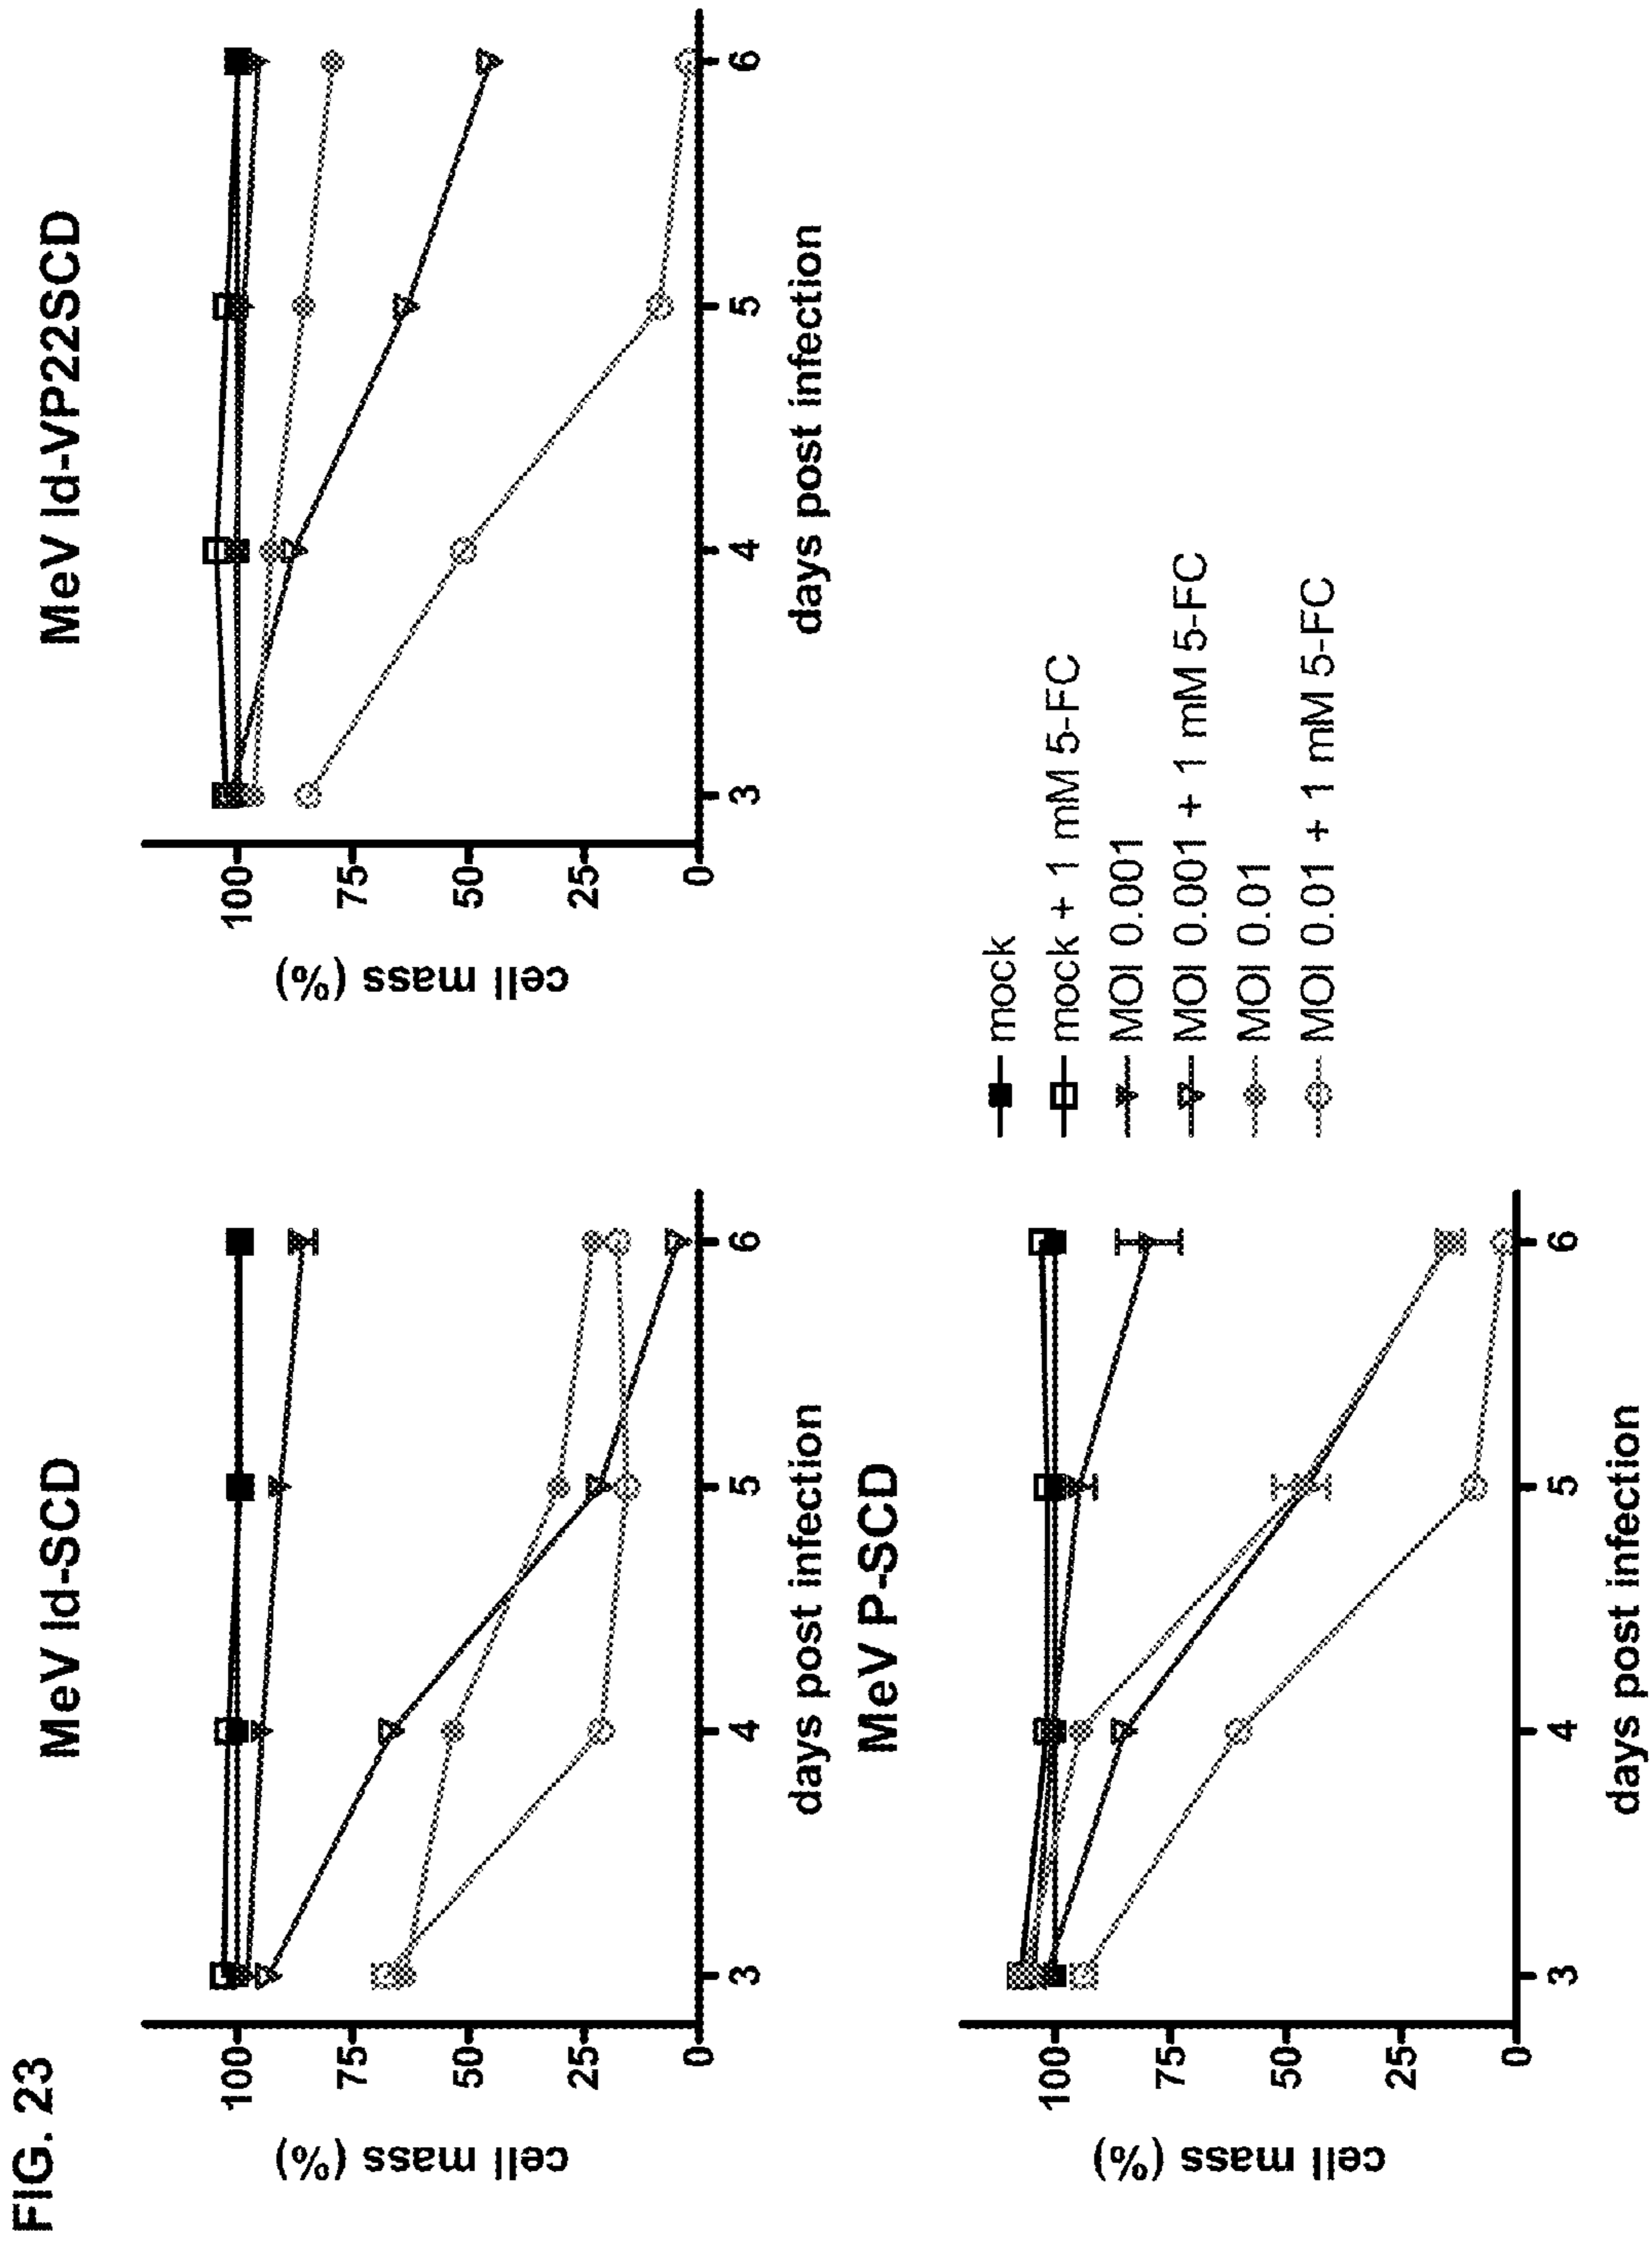 FIG. 23
MeV ld-SCD
cell mass (%)
100
75
50
25
0
3
4
5
6
days post infection
MeV ld-VP22SCD
cell mass (%)
100
75
50
25
0
3
4
5
6
days post infection
MeV P-SCD
cell mass (%)
100
75
50
25
0
3
4
5
6
days post infection
mock
mock + 1 mM 5-FC
MOI 0.001
MOI 0.001 + 1 mM 5-FC
MOI 0.01
MOI 0.01 + 1 mM 5-FC